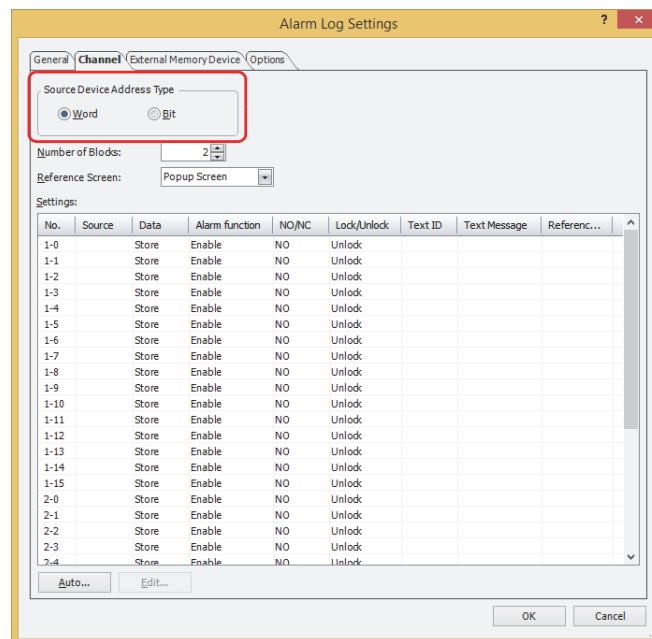 Alarm Log Settings ? ×
General Channel External Memory Device Options
Source Device Address Type
Word Bit
Number of Blocks: 2
Reference Screen: Popup Screen
Settings:
No. Source Data Alarm function NO/NC Lock/Unlock Text ID Text Message Referenc...
1-0 Store Enable NO Unlock
1-1 Store Enable NO Unlock
1-2 Store Enable NO Unlock
1-3 Store Enable NO Unlock
1-4 Store Enable NO Unlock
1-5 Store Enable NO Unlock
1-6 Store Enable NO Unlock
1-7 Store Enable NO Unlock
1-8 Store Enable NO Unlock
1-9 Store Enable NO Unlock
1-10 Store Enable NO Unlock
1-11 Store Enable NO Unlock
1-12 Store Enable NO Unlock
1-13 Store Enable NO Unlock
1-14 Store Enable NO Unlock
1-15 Store Enable NO Unlock
2-0 Store Enable NO Unlock
2-1 Store Enable NO Unlock
2-2 Store Enable NO Unlock
2-3 Store Enable NO Unlock
2-4 Store Enable NO Unlock
Auto... Edit...
OK Cancel